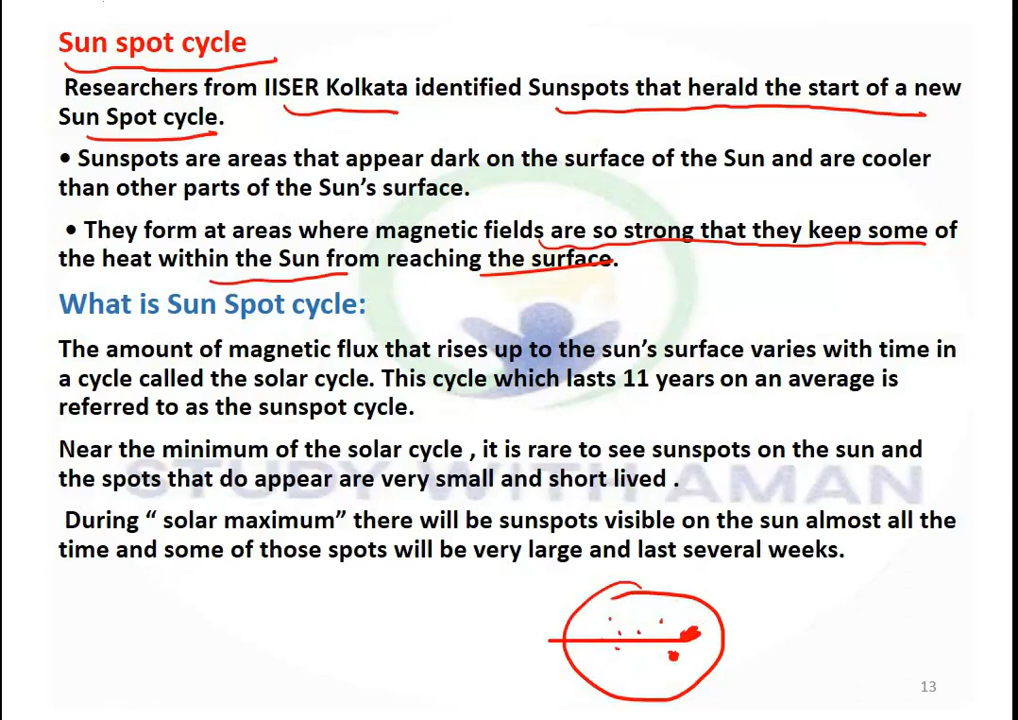 Sun spot cycle
Researchers from IISER Kolkata identified Sunspots that herald the start of a new
Sun Spot cycle.
• Sunspots are areas that appear dark on the surface of the Sun and are cooler
than other parts of the Sun’s surface.
• They form at areas where magnetic fields are so strong that they keep some of
the heat within the Sun from reaching the surface.
What is Sun Spot cycle:
The amount of magnetic flux that rises up to the sun’s surface varies with time in
a cycle called the solar cycle. This cycle which lasts 11 years on an average is
referred to as the sunspot cycle.
Near the minimum of the solar cycle , it is rare to see sunspots on the sun and
the spots that do appear are very small and short lived .
STUDY WITH AMAN
During “ solar maximum” there will be sunspots visible on the sun almost all the
time and some of those spots will be very large and last several weeks.
13